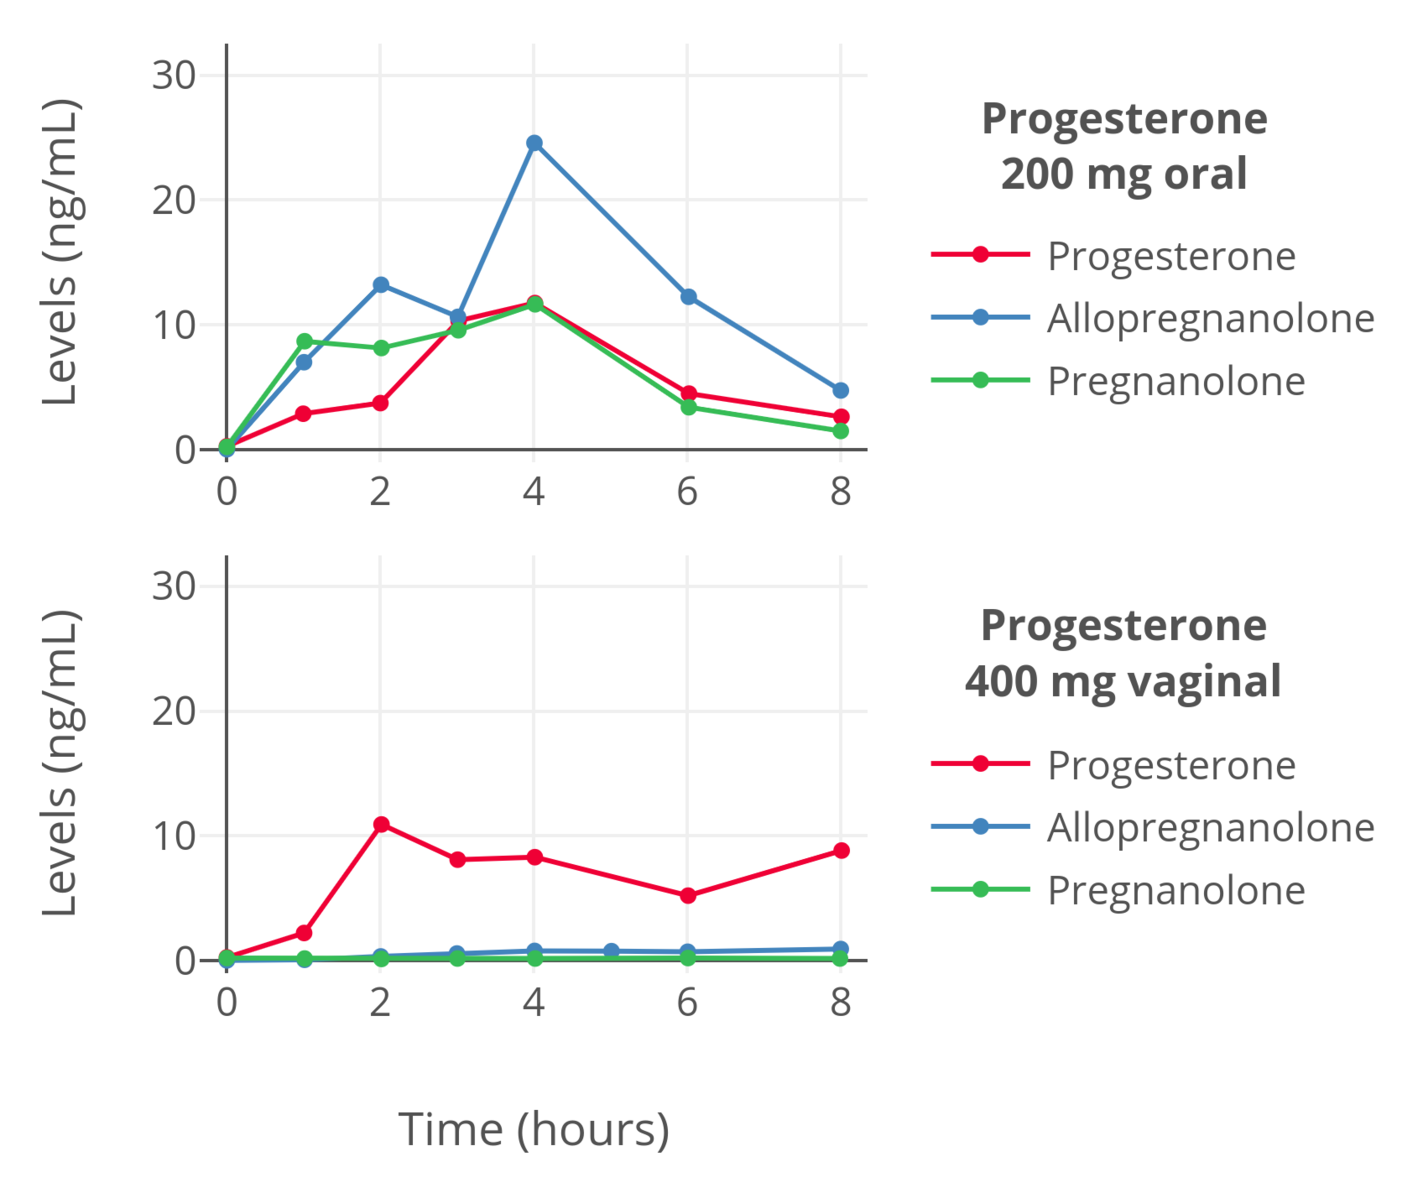 Levels (ng/mL)
30
20
10
0
0 2 4 6 8
Progesterone
200 mg oral
Progesterone
Allopregnanolone
Pregnanolone
Levels (ng/mL)
30
20
10
0
0 2 4 6 8
Progesterone
400 mg vaginal
Progesterone
Allopregnanolone
Pregnanolone
Time (hours)